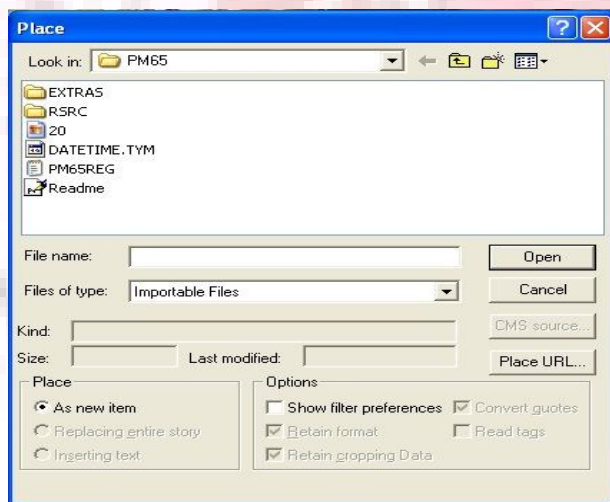 Place
Look in: PM65
EXTRAS
RSRC
20
DATETIME.TYM
PM65REG
Readme
File name: Open
Files of type: Importable Files Cancel
Kind: CMS source...
Size: Last modified: Place URL...
Place
As new item
Replacing entire story
Inserting text
Options
Show filter preferences Convert quotes
Retain format Read tags
Retain cropping Data